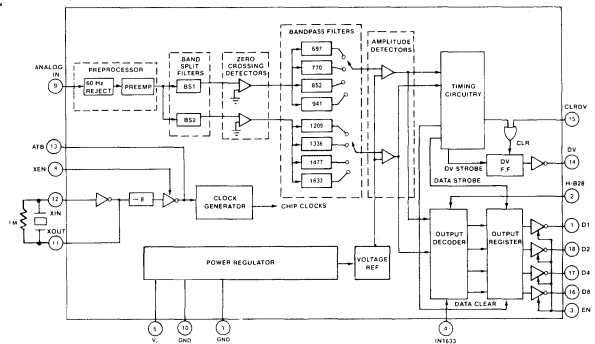 BANDPASS FILTERS
PREPROCESSOR
BAND
SPLIT
FILTERS
ZERO
CROSSING
DETECTORS
AMPLITUDE
DETECTORS
ANALOG
IN
9
60 Hz
REJECT
PREEMP
BS1
BS2
697
770
852
941
1209
1336
1477
1633
TIMING
CIRCUITRY
CLRDV
15
CLR
DV STROBE
DV
F.F.
DV
14
DATA STROBE
H-B28
2
ATB
13
XEN
12
XIN
1M
XOUT
11
8
CLOCK
GENERATOR
CHIP CLOCKS
POWER REGULATOR
VOLTAGE
REF
OUTPUT
DECODER
OUTPUT
REGISTER
1
D1
18
D2
17
D4
16
D8
3
EN
DATA CLEAR
5
10
GND
GND
4
IN1633